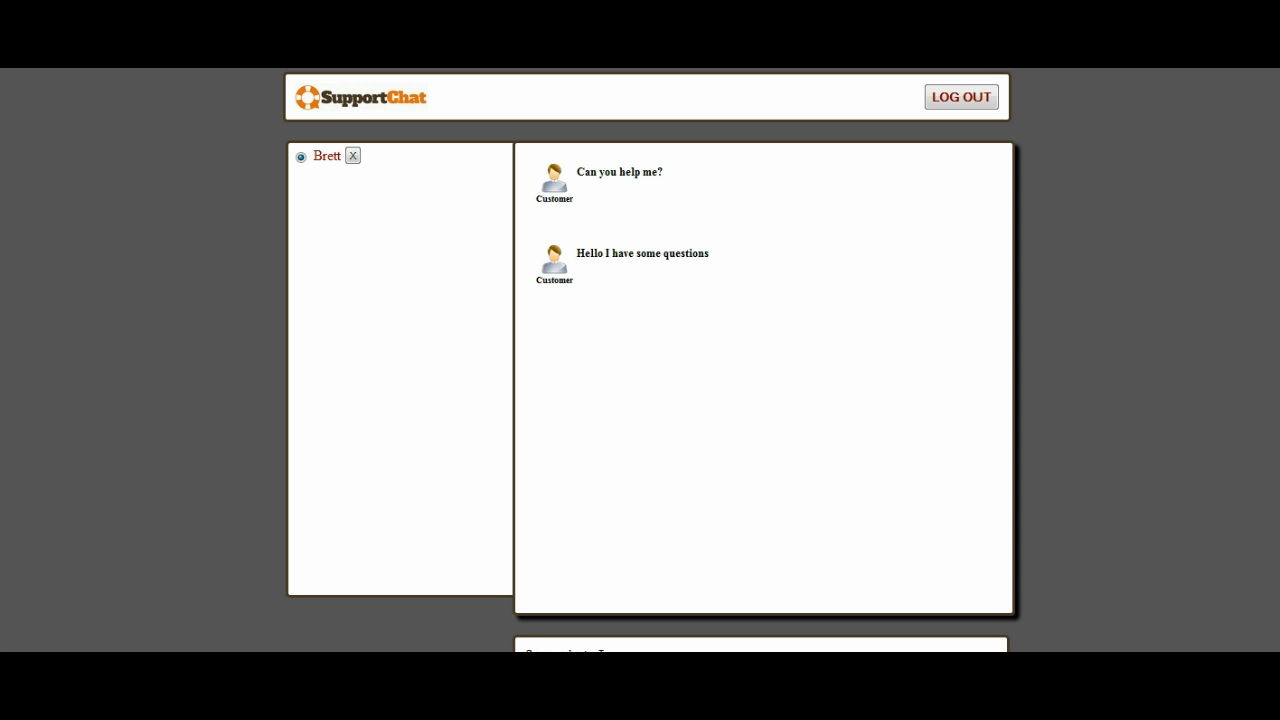 SupportChat
LOG OUT
Brett X
Can you help me?
Customer
Hello I have some questions
Customer